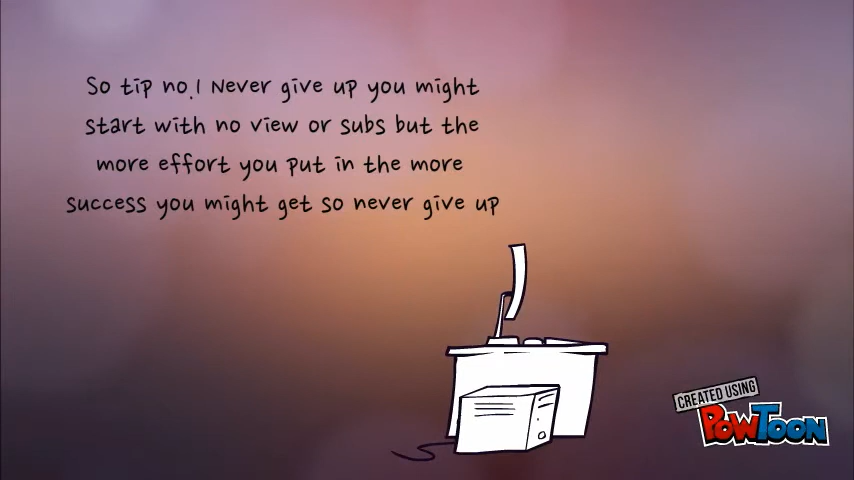 So tip no.1 Never give up you might
start with no view or subs but the
more effort you put in the more
success you might get so never give up
CREATED USING
POWTOON